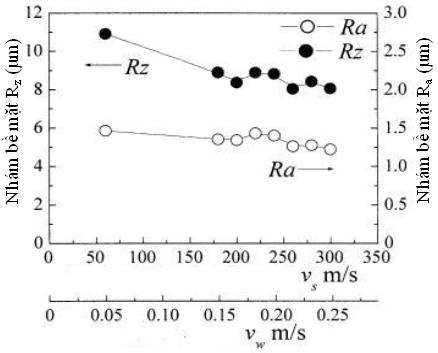 Ra
Rz
Nhám bề mặt Rz (μm)
12
10
8
6
4
2
0
Rz
Ra
3.0
2.5
2.0
1.5
1.0
0.5
0.0
Nhám bề mặt Ra (μm)
0 50 100 150 200 250 300 350
vs m/s
0 0.05 0.10 0.15 0.20 0.25
vw m/s